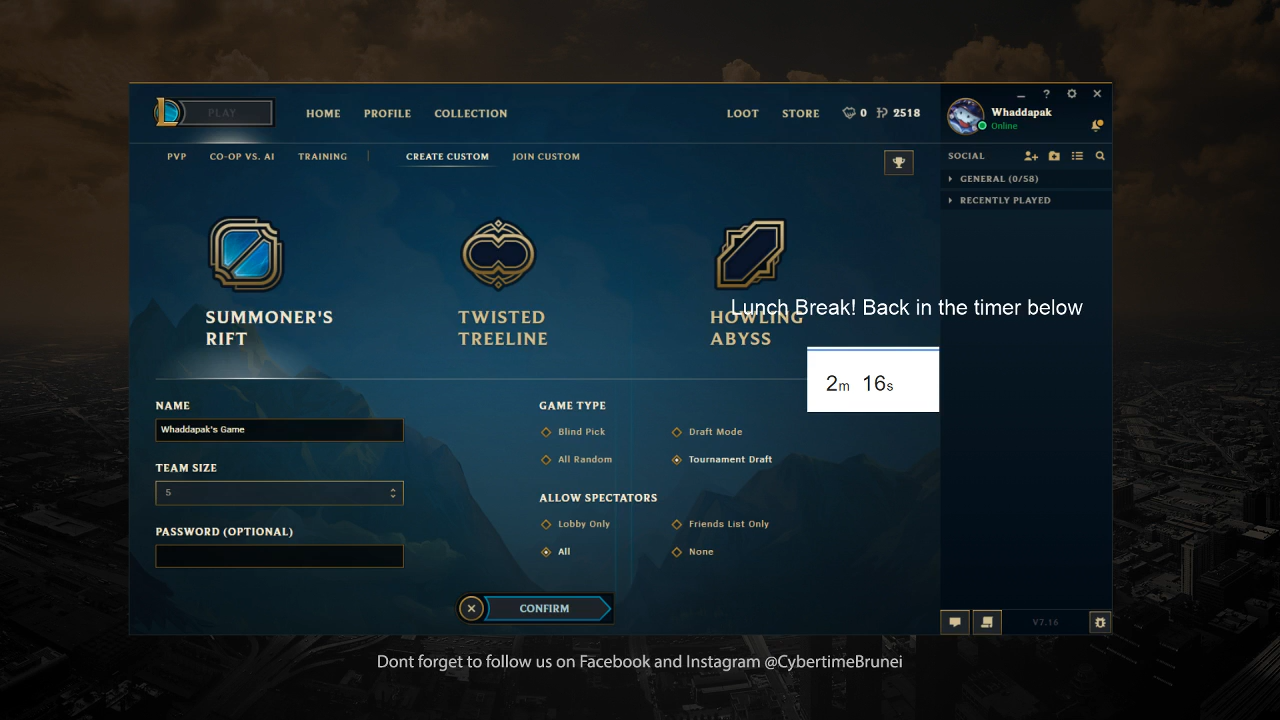 PLAY
HOME PROFILE COLLECTION LOOT STORE 0 2518
Whaddapak
Online
PVP CO-OP VS. AI TRAINING CREATE CUSTOM JOIN CUSTOM
SOCIAL
GENERAL (0/58)
RECENTLY PLAYED
SUMMONER'S
RIFT
TWISTED
TREELINE
HOWLING
ABYSS
Lunch Break! Back in the timer below
2m 16s
NAME
Whaddapak's Game
TEAM SIZE
5
PASSWORD (OPTIONAL)
GAME TYPE
Blind Pick Draft Mode
All Random Tournament Draft
ALLOW SPECTATORS
Lobby Only Friends List Only
All None
CONFIRM
V7.16
Dont forget to follow us on Facebook and Instagram @CybertimeBrunei